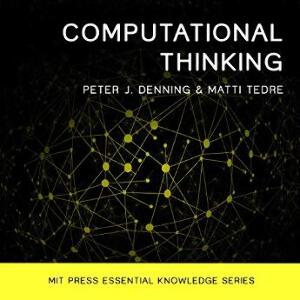 COMPUTATIONAL
THINKING
PETER J. DENNING & MATTI TEDRE
MIT PRESS ESSENTIAL KNOWLEDGE SERIES